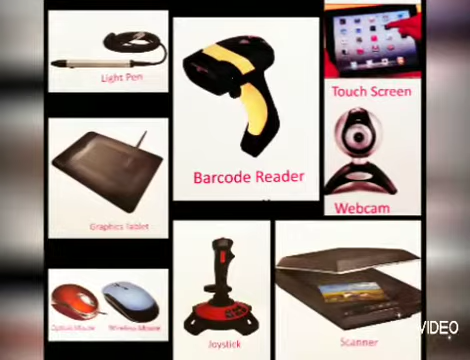 Light Pen
Barcode Reader
Touch Screen
Webcam
Graphics Tablet
Optical Mouse
Wireless Mouse
Joystick
Scanner
VIDEO